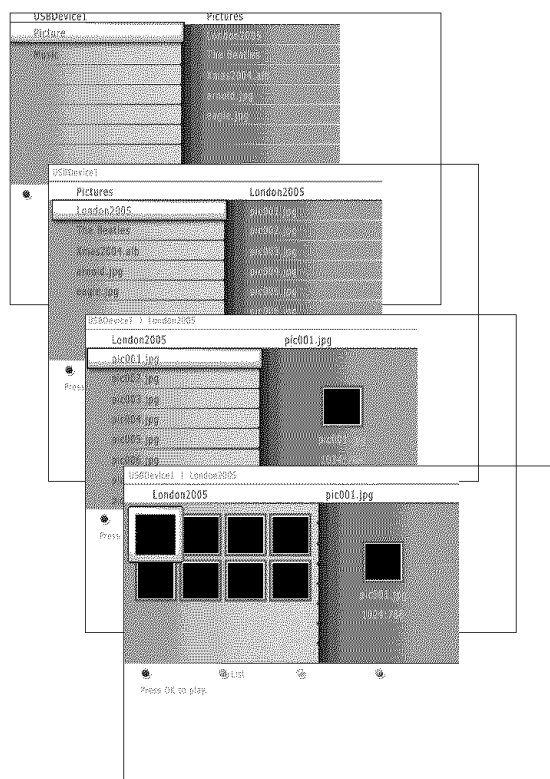 USBDevice1 Pictures
Picture London2005
Music The Beatles
Xmas2004.alb
arnold.jpg
eagle.jpg
USBDevice1
Pictures London2005
London2005 pic001.jpg
The Beatles pic002.jpg
Xmas2004.alb pic003.jpg
arnold.jpg pic004.jpg
eagle.jpg pic005.jpg
Press
USBDevice1 | London2005
London2005 pic001.jpg
pic001.jpg
pic002.jpg
pic003.jpg
pic004.jpg
pic005.jpg pic001
pic006.jpg
Press
USBDevice1 | London2005
London2005 pic001.jpg
pic001.jpg
List
Press OK to play.